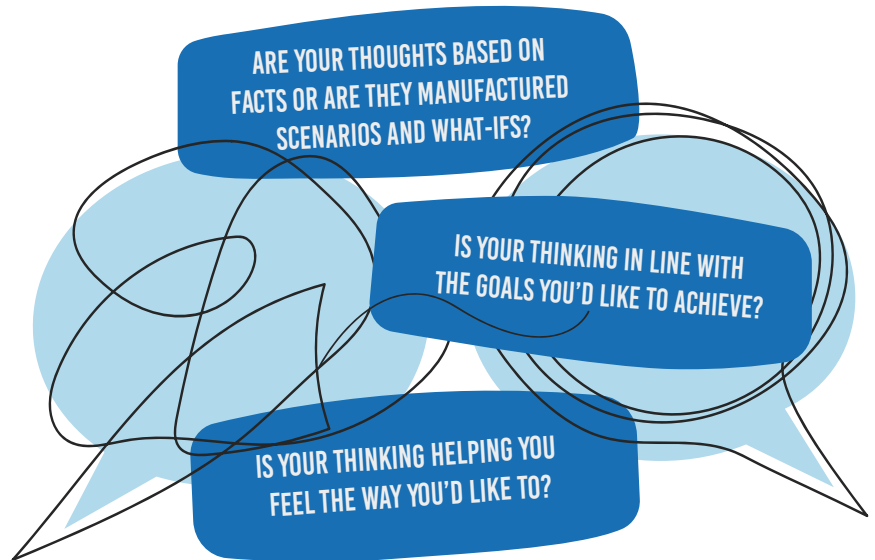 ARE YOUR THOUGHTS BASED ON
FACTS OR ARE THEY MANUFACTURED
SCENARIOS AND WHAT-IFS?
IS YOUR THINKING IN LINE WITH
THE GOALS YOU'D LIKE TO ACHIEVE?
IS YOUR THINKING HELPING YOU
FEEL THE WAY YOU'D LIKE TO?